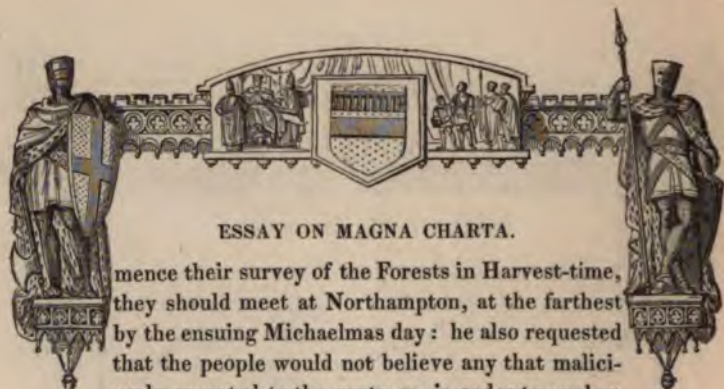 ESSAY ON MAGNA CHARTA.
mence their survey of the Forests in Harvest-time,
they should meet at Northampton, at the farthest
by the ensuing Michaelmas day: he also requested
that the people would not believe any that malici-